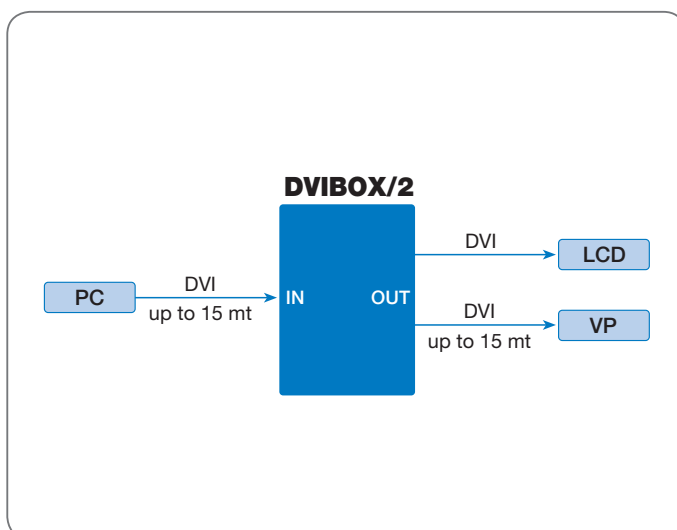 DVIBOX/2
DVI
LCD
PC
DVI
IN
OUT
up to 15 mt
DVI
VP
up to 15 mt